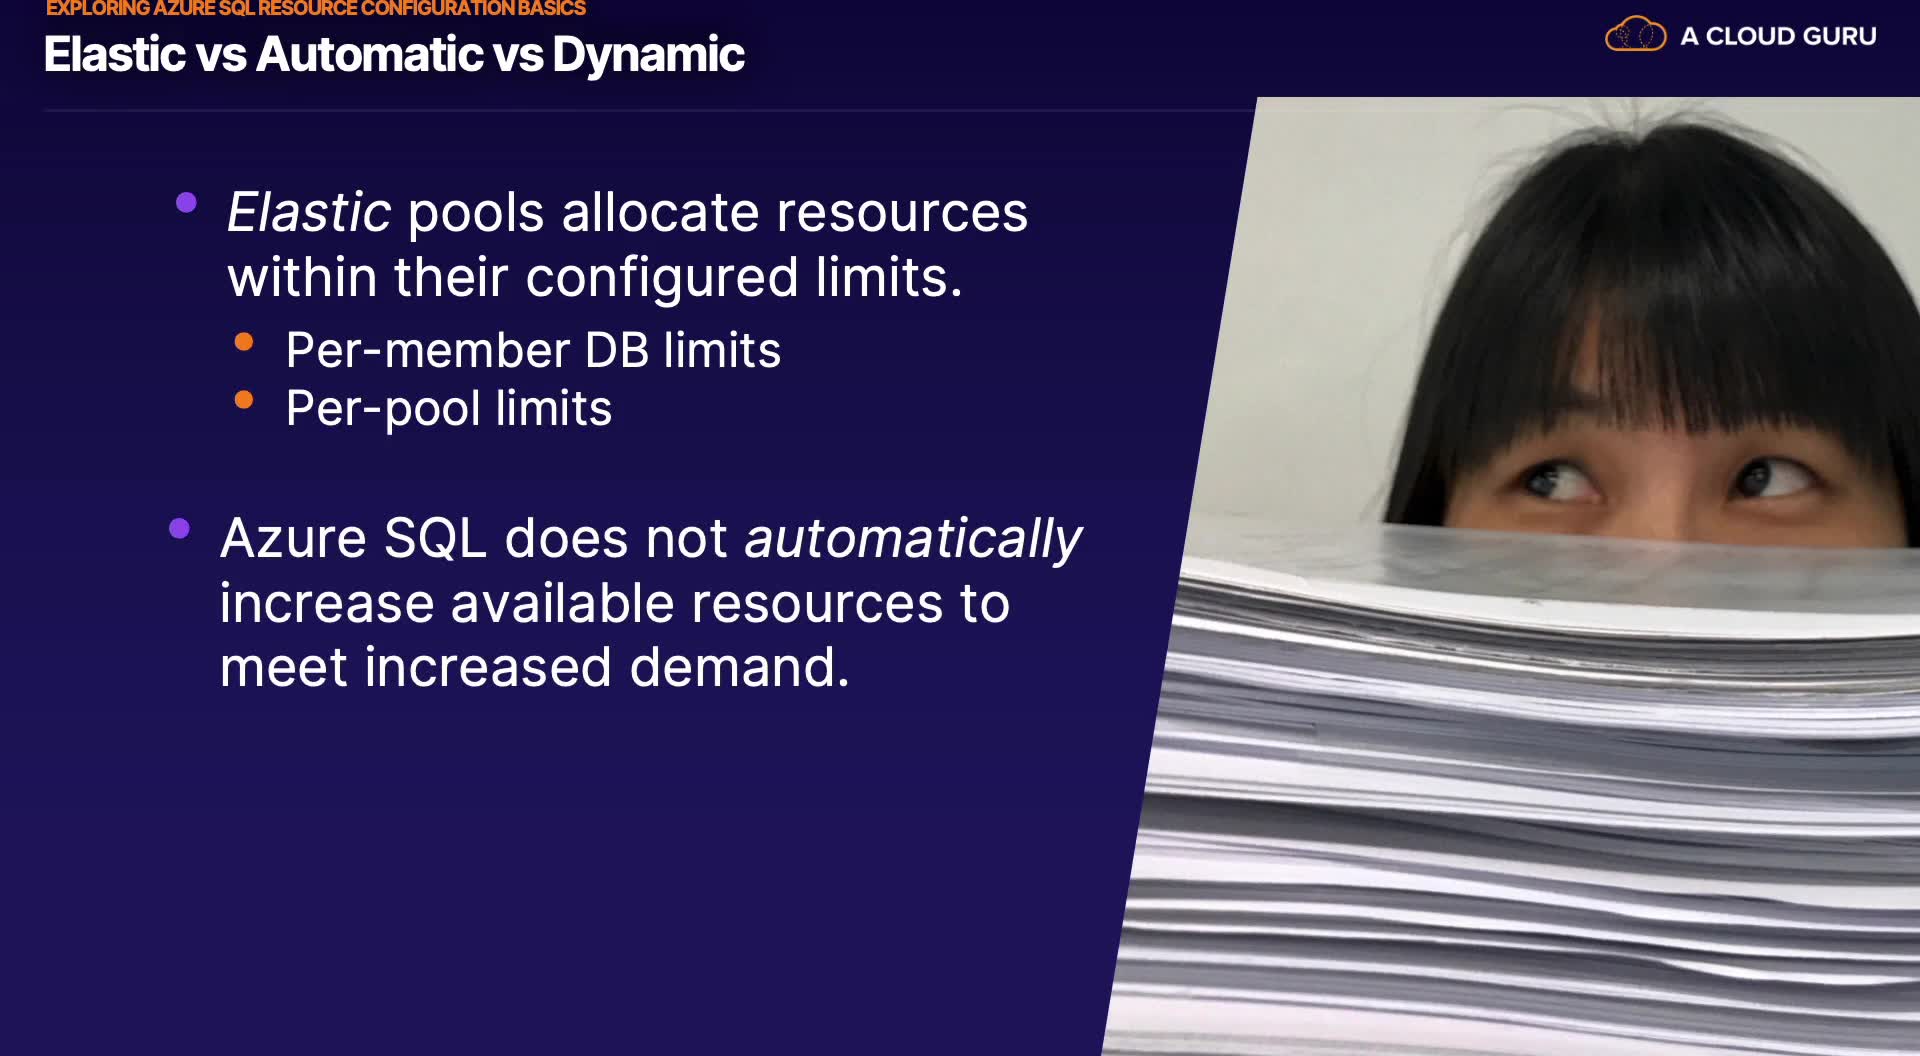 EXPLORING AZURE SQL RESOURCE CONFIGURATION BASICS
Elastic vs Automatic vs Dynamic
A CLOUD GURU
Elastic pools allocate resources
within their configured limits.
Per-member DB limits
Per-pool limits
Azure SQL does not automatically
increase available resources to
meet increased demand.